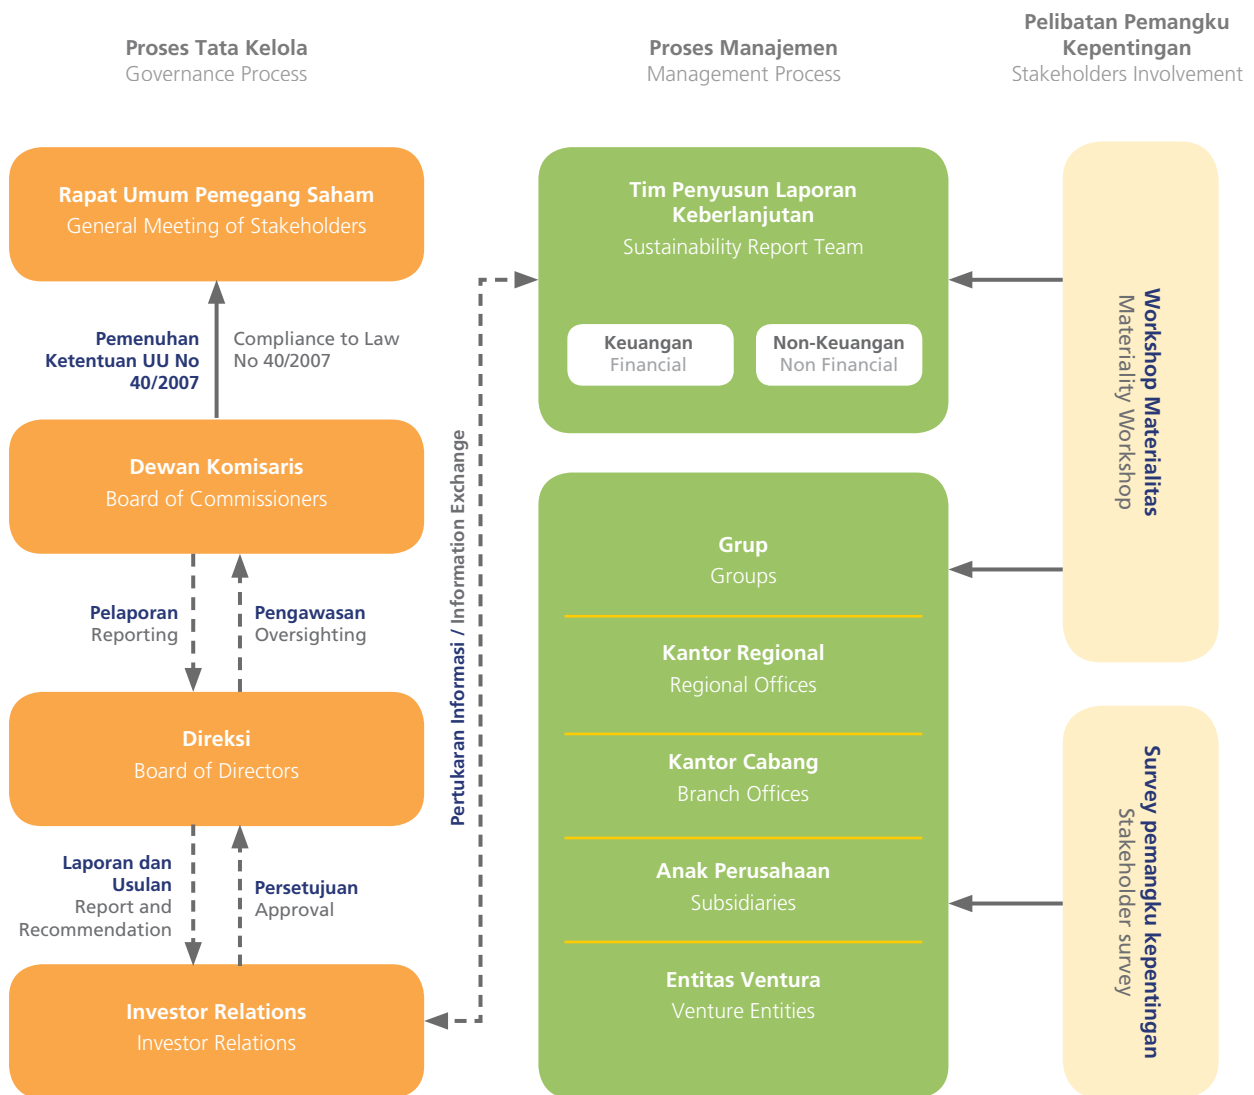 Proses Tata Kelola
Governance Process
Proses Manajemen
Management Process
Pelibatan Pemangku
Kepentingan
Stakeholders Involvement
Rapat Umum Pemegang Saham
General Meeting of Stakeholders
Pemenuhan
Ketentuan UU No
40/2007
Compliance to Law
No 40/2007
Dewan Komisaris
Board of Commissioners
Pelaporan
Reporting
Pengawasan
Oversighting
Direksi
Board of Directors
Laporan dan
Usulan
Report and
Recommendation
Persetujuan
Approval
Investor Relations
Investor Relations
Pertukaran Informasi / Information Exchange
Tim Penyusun Laporan
Keberlanjutan
Sustainability Report Team
Keuangan
Financial
Non-Keuangan
Non Financial
Grup
Groups
Kantor Regional
Regional Offices
Kantor Cabang
Branch Offices
Anak Perusahaan
Subsidiaries
Entitas Ventura
Venture Entities
Workshop Materialitas
Materiality Workshop
Survey pemangku kepentingan
Stakeholder survey